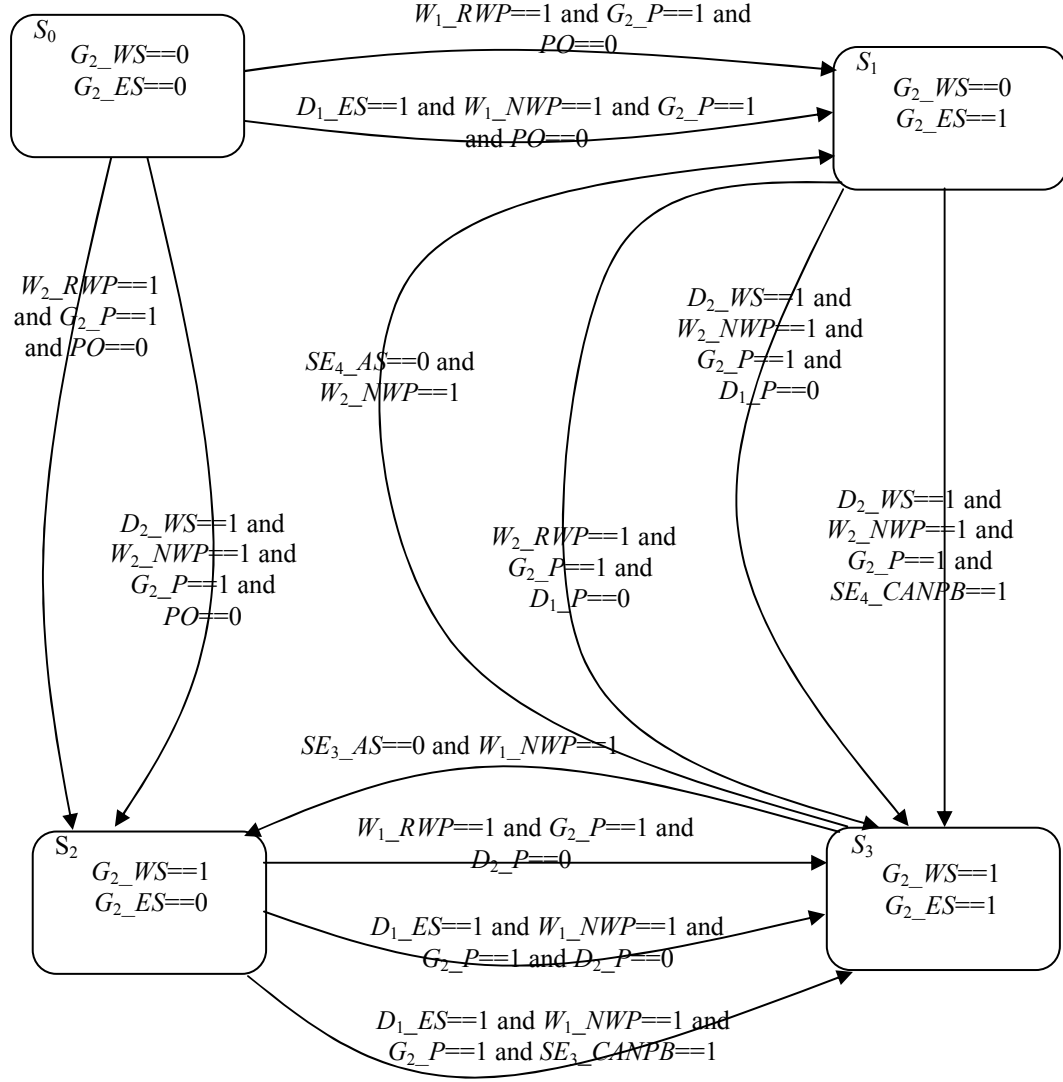 W₁_RWP==1 and G₂_P==1 and
PO==0
S₀
G₂_WS==0
G₂_ES==0
S₁
G₂_WS==0
G₂_ES==1
D₁_ES==1 and W₁_NWP==1 and G₂_P==1
and PO==0
W₂_RWP==1
and G₂_P==1
and PO==0
SE₄_AS==0 and
W₂_NWP==1
D₂_WS==1 and
W₂_NWP==1 and
G₂_P==1 and
D₁_P==0
D₂_WS==1 and
W₂_NWP==1 and
G₂_P==1 and
PO==0
W₂_RWP==1 and
G₂_P==1 and
D₁_P==0
D₂_WS==1 and
W₂_NWP==1 and
G₂_P==1 and
SE₄_CANPB==1
SE₃_AS==0 and W₁_NWP==1
S₂
G₂_WS==1
G₂_ES==0
W₁_RWP==1 and G₂_P==1 and
D₂_P==0
S₃
G₂_WS==1
G₂_ES==1
D₁_ES==1 and W₁_NWP==1 and
G₂_P==1 and D₂_P==0
D₁_ES==1 and W₁_NWP==1 and
G₂_P==1 and SE₃_CANPB==1